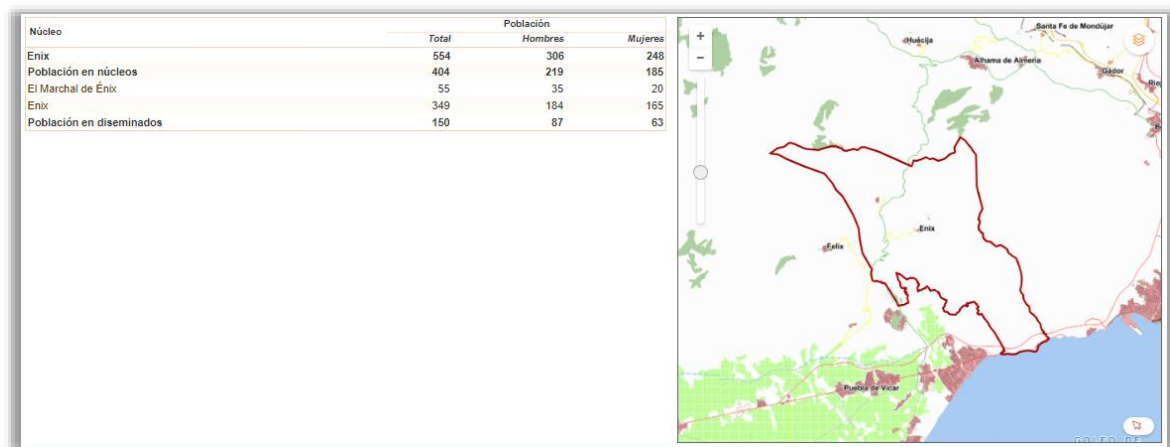 Núcleo
Población
Total Hombres Mujeres
Enix 554 306 248
Población en núcleos 404 219 185
El Marchal de Énix 55 35 20
Enix 349 184 165
Población en diseminados 150 87 63
+
−
Santa Fe de Mondújar
Huécija
Alhama de Almería
Gádor
Enix
Felix
Puebla de Vícar
GOLFO DE